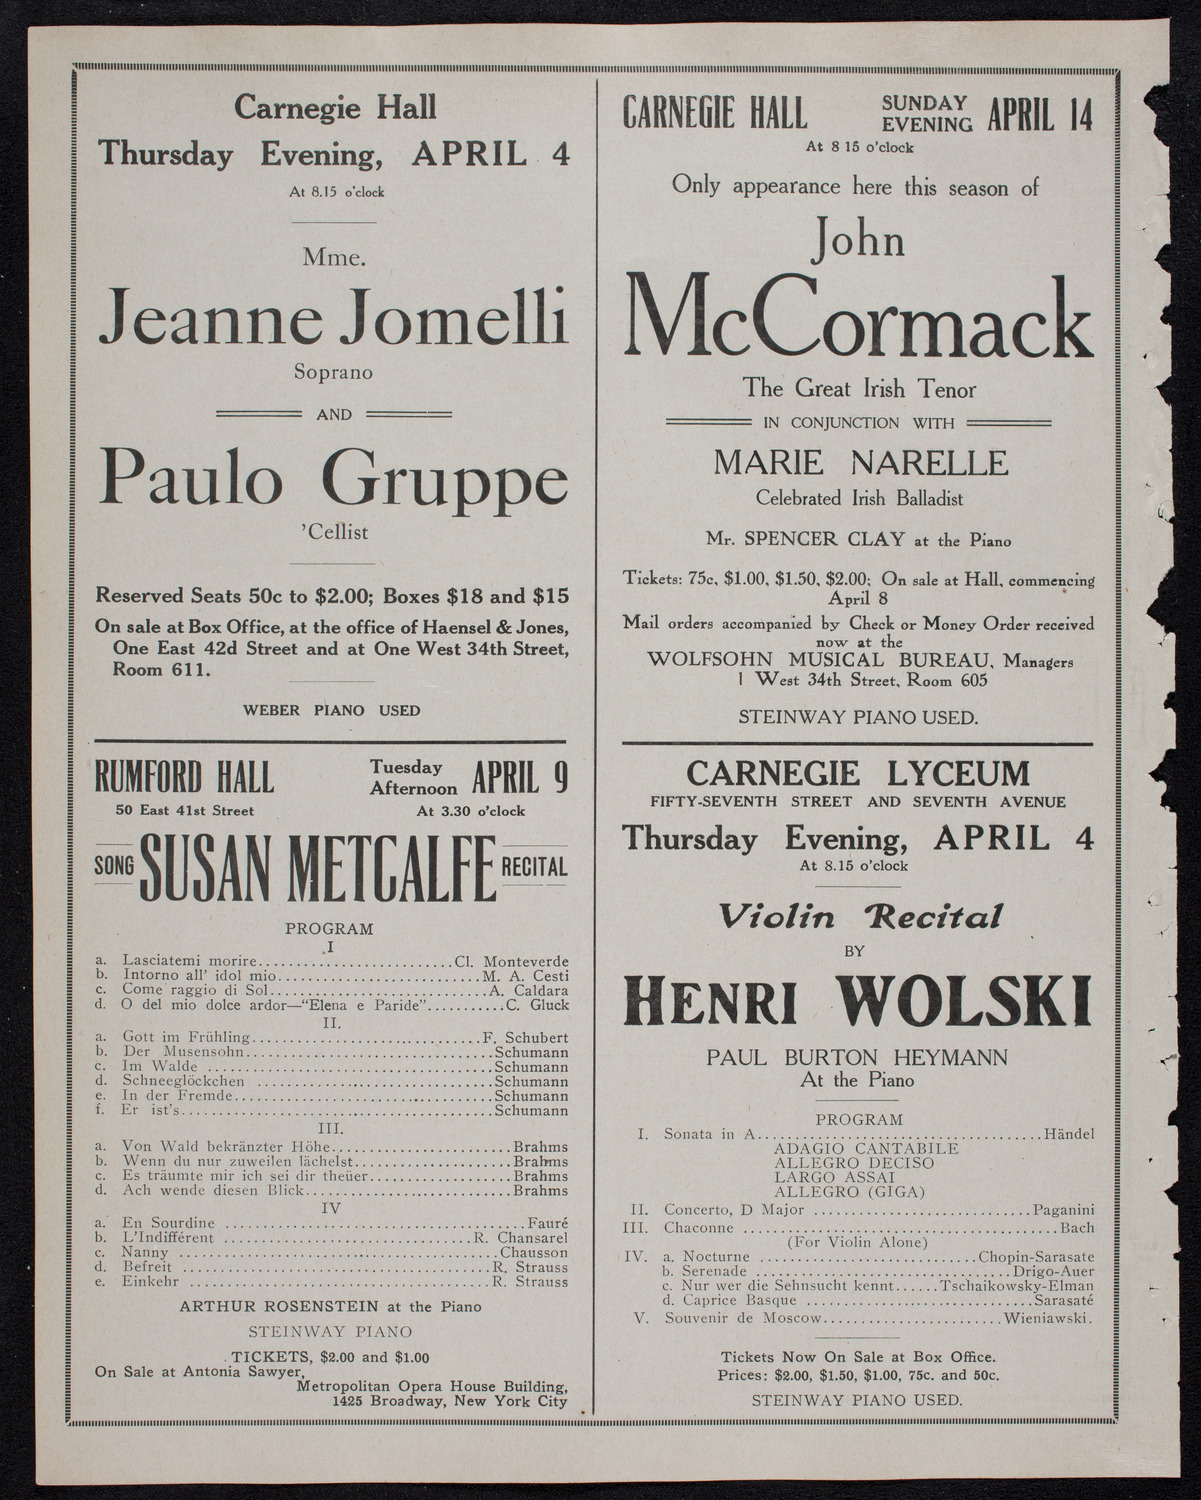 Carnegie Hall
Thursday Evening, APRIL 4
At 8.15 o'clock
Mme.
Jeanne Jomelli
Soprano
AND
Paulo Gruppe
'Cellist
Reserved Seats 50c to $2.00; Boxes $18 and $15
On sale at Box Office, at the office of Haensel & Jones,
One East 42d Street and at One West 34th Street,
Room 611.
WEBER PIANO USED
RUMFORD HALL Tuesday Afternoon APRIL 9
50 East 41st Street At 3.30 o'clock
SONG SUSAN METCALFE RECITAL
PROGRAM
I
a. Lasciatemi morire..........Cl. Monteverde
b. Intorno all' idol mio..........M. A. Cesti
c. Come raggio di Sol..........A. Caldara
d. O del mio dolce ardor—"Elena e Paride"..........C. Gluck
II.
a. Gott im Frühling..........F. Schubert
b. Der Musensohn..........Schumann
c. Im Walde..........Schumann
d. Schneeglöckchen..........Schumann
e. In der Fremde..........Schumann
f. Er ist's..........Schumann
III.
a. Von Wald bekränzter Höhe..........Brahms
b. Wenn du nur zuweilen lächelst..........Brahms
c. Es träumte mir ich sei dir theüer..........Brahms
d. Ach wende diesen Blick..........Brahms
IV
a. En Sourdine..........Fauré
b. L'Indifférent..........R. Chansarel
c. Nanny..........Chausson
d. Befreit..........R. Strauss
e. Einkehr..........R. Strauss
ARTHUR ROSENSTEIN at the Piano
STEINWAY PIANO
TICKETS, $2.00 and $1.00
On Sale at Antonia Sawyer,
Metropolitan Opera House Building,
1425 Broadway, New York City
CARNEGIE HALL SUNDAY EVENING APRIL 14
At 8 15 o'clock
Only appearance here this season of
John
McCormack
The Great Irish Tenor
IN CONJUNCTION WITH
MARIE NARELLE
Celebrated Irish Balladist
Mr. SPENCER CLAY at the Piano
Tickets: 75c, $1.00, $1.50, $2.00; On sale at Hall, commencing
April 8
Mail orders accompanied by Check or Money Order received
now at the
WOLFSOHN MUSICAL BUREAU, Managers
1 West 34th Street, Room 605
STEINWAY PIANO USED.
CARNEGIE LYCEUM
FIFTY-SEVENTH STREET AND SEVENTH AVENUE
Thursday Evening, APRIL 4
At 8.15 o'clock
Violin Recital
BY
HENRI WOLSKI
PAUL BURTON HEYMANN
At the Piano
PROGRAM
I. Sonata in A..........Händel
ADAGIO CANTABILE
ALLEGRO DECISO
LARGO ASSAI
ALLEGRO (GIGA)
II. Concerto, D Major..........Paganini
III. Chaconne..........Bach
(For Violin Alone)
IV. a. Nocturne..........Chopin-Sarasate
b. Serenade..........Drigo-Auer
c. Nur wer die Sehnsucht kennt......Tschaikowsky-Elman
d. Caprice Basque..........Sarasaté
V. Souvenir de Moscow..........Wieniawski.
Tickets Now On Sale at Box Office.
Prices: $2.00, $1.50, $1.00, 75c. and 50c.
STEINWAY PIANO USED.